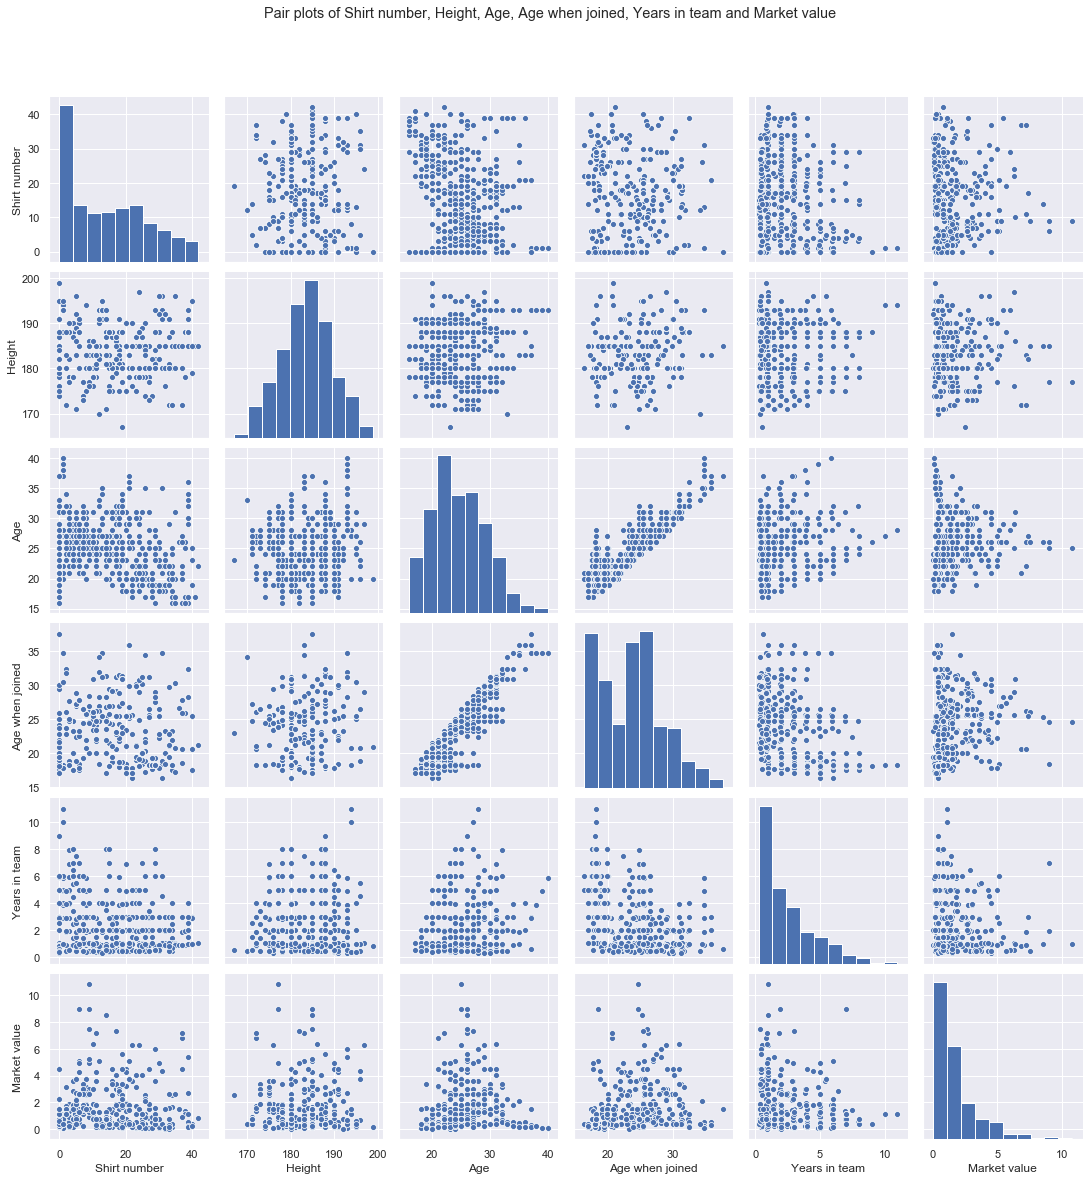 Pair plots of Shirt number, Height, Age, Age when joined, Years in team and Market value
40
30
20
10
0
Shirt number
200
190
180
170
Height
40
35
30
25
20
15
Age
35
30
25
20
15
Age when joined
10
8
6
4
2
0
Years in team
10
8
6
4
2
0
Market value
0 20 40
Shirt number
170 180 190 200
Height
20 30 40
Age
20 30
Age when joined
0 5 10
Years in team
0 5 10
Market value